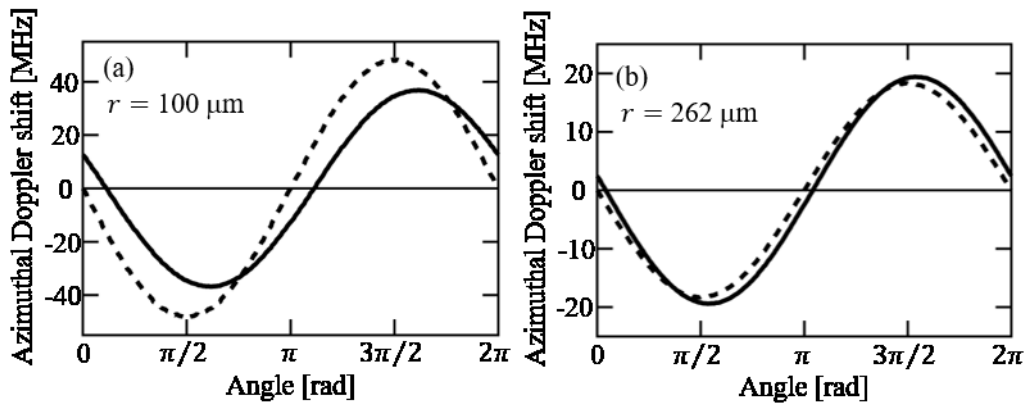 Azimuthal Doppler shift [MHz]
(a)
r = 100 μm
40
20
0
-20
-40
0 π/2 π 3π/2 2π
Angle [rad]
Azimuthal Doppler shift [MHz]
(b)
r = 262 μm
20
10
0
-10
-20
0 π/2 π 3π/2 2π
Angle [rad]